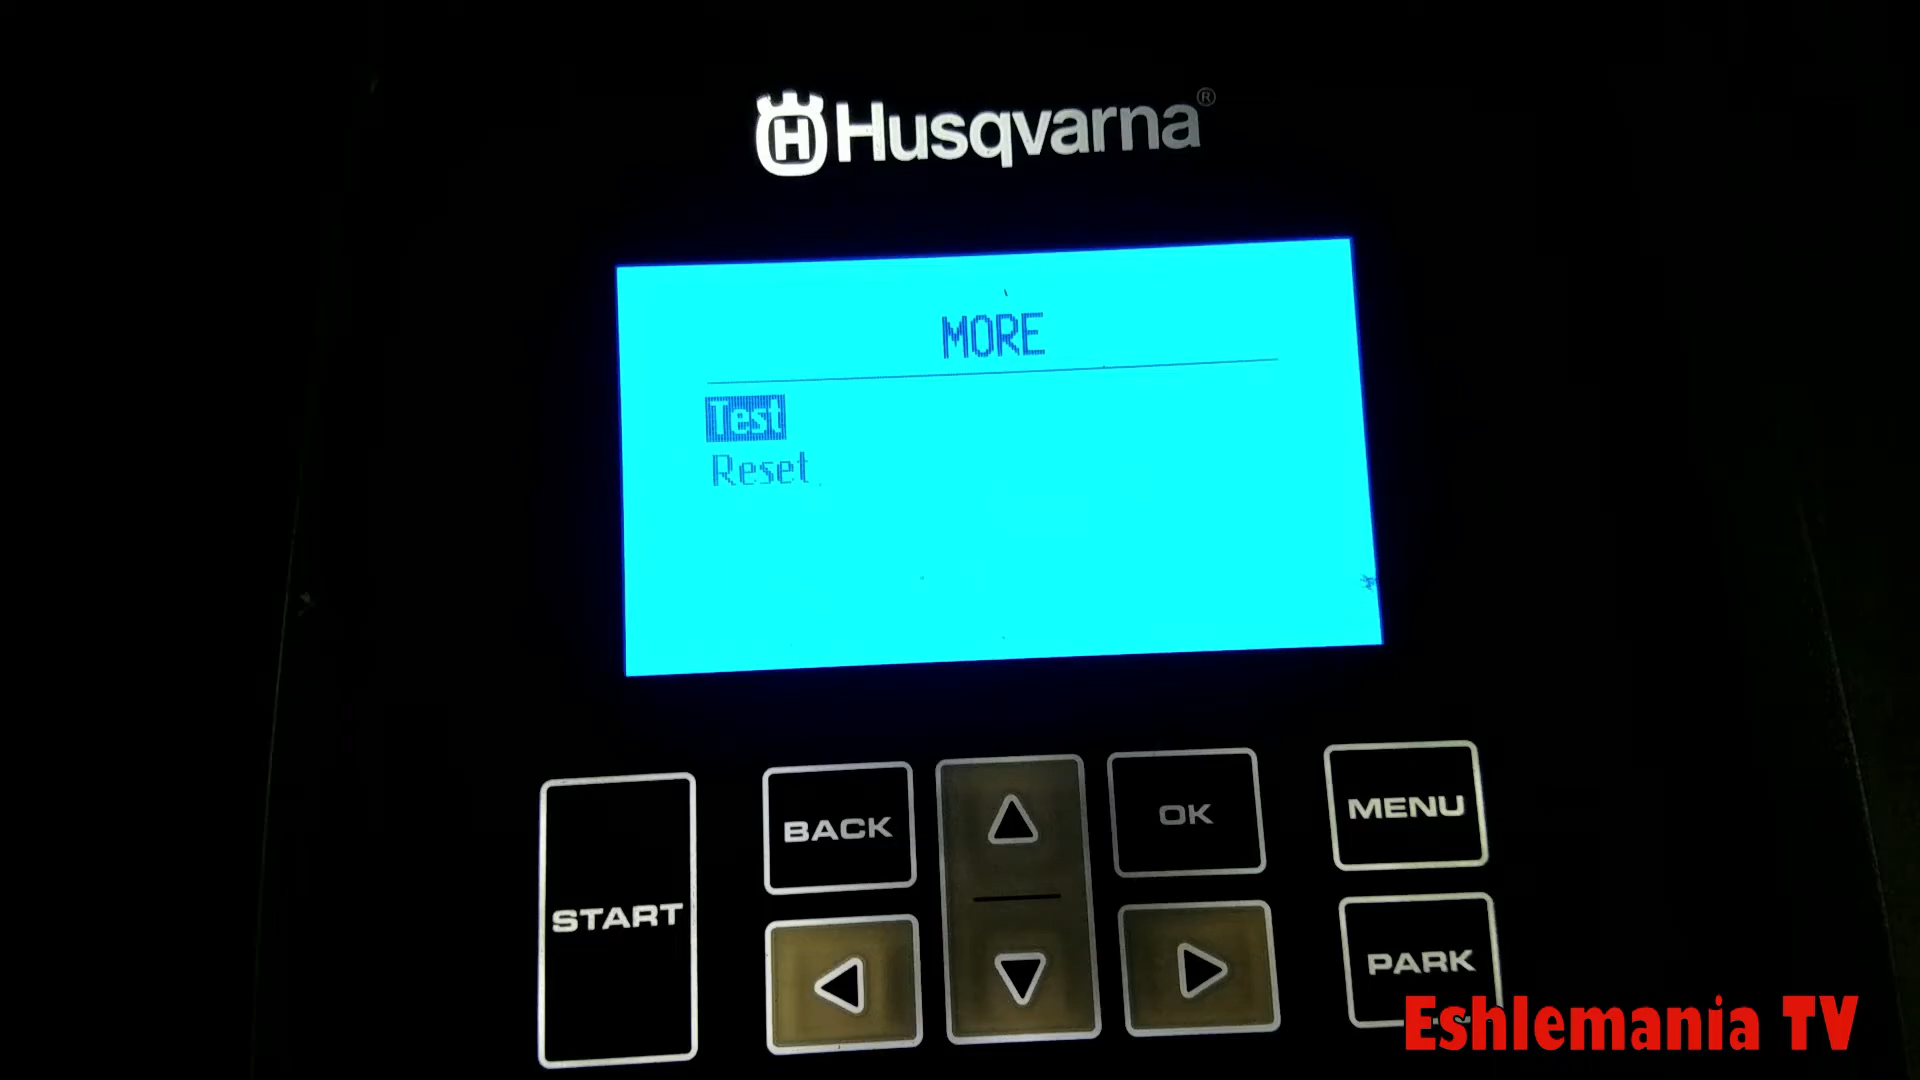 Husqvarna®
MORE
Test
Reset
START
BACK
OK
MENU
PARK
Eshlemania TV